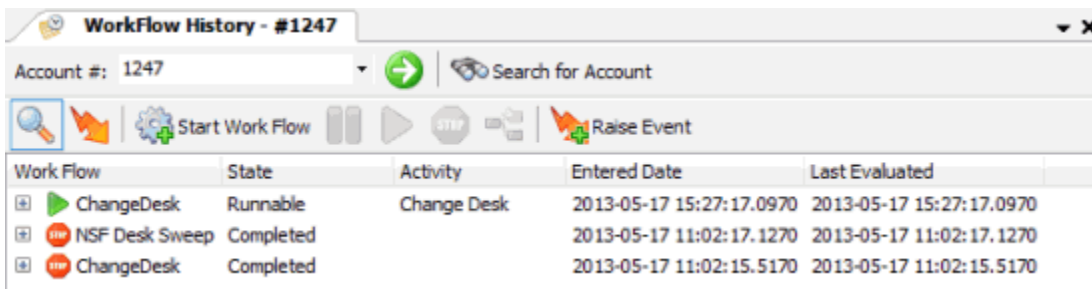 WorkFlow History - #1247
Account #: 1247 Search for Account
Start Work Flow STOP Raise Event
Work Flow State Activity Entered Date Last Evaluated
ChangeDesk Runnable Change Desk 2013-05-17 15:27:17.0970 2013-05-17 15:27:17.0970
STOP NSF Desk Sweep Completed 2013-05-17 11:02:17.1270 2013-05-17 11:02:17.1270
STOP ChangeDesk Completed 2013-05-17 11:02:15.5170 2013-05-17 11:02:15.5170